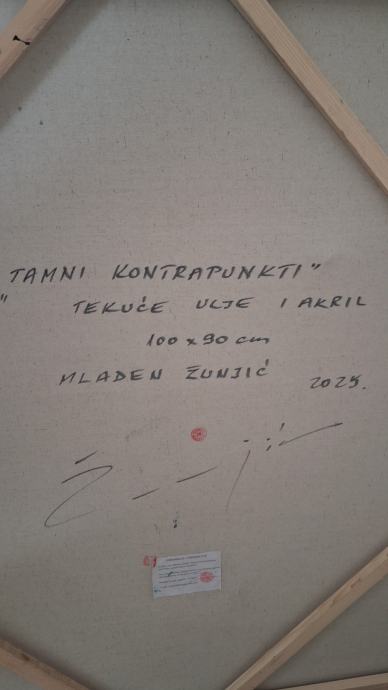 "TAMNI KONTRAPUNKTI"
TEKUĆE ULJE I AKRIL
100 x 90 cm
MLADEN ŽUNJIĆ 2025.